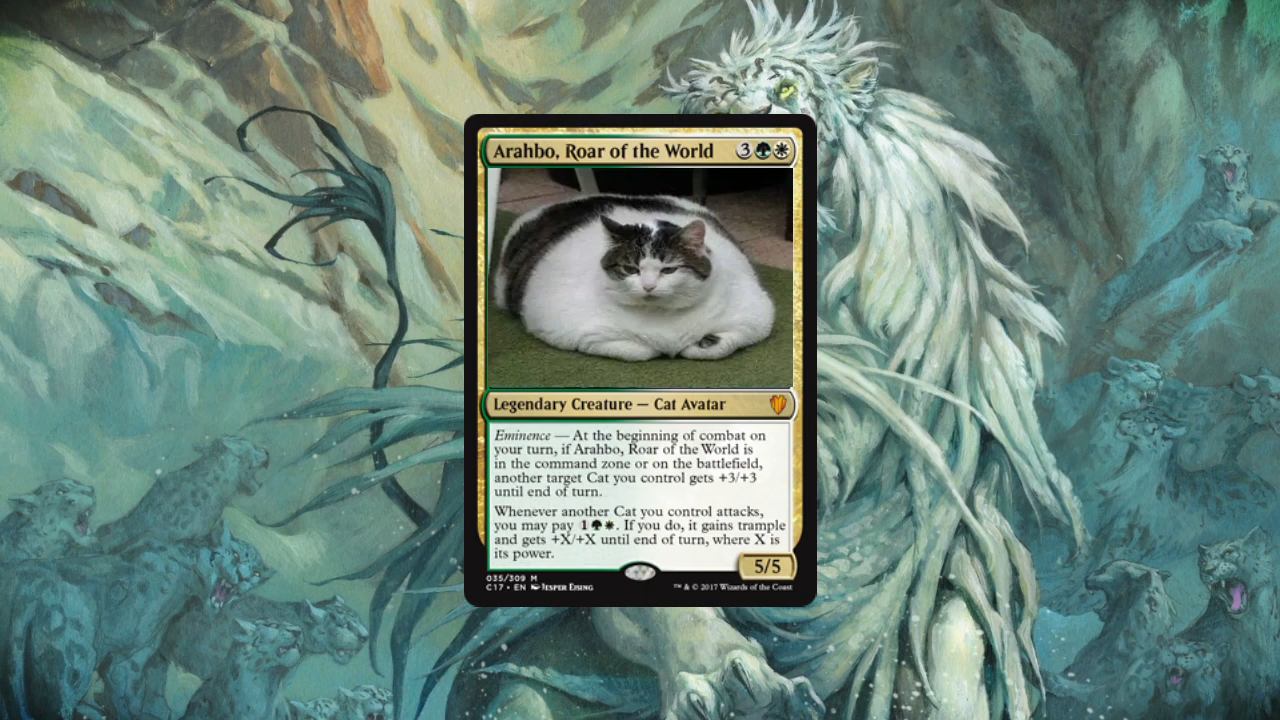 Arahbo, Roar of the World 3
Legendary Creature — Cat Avatar
Eminence — At the beginning of combat on
your turn, if Arahbo, Roar of the World is
in the command zone or on the battlefield,
another target Cat you control gets +3/+3
until end of turn.
Whenever another Cat you control attacks,
you may pay 1. If you do, it gains trample
and gets +X/+X until end of turn, where X is
its power.
5/5
035/309 M
C17 • EN Jesper Ejsing
™ & © 2017 Wizards of the Coast